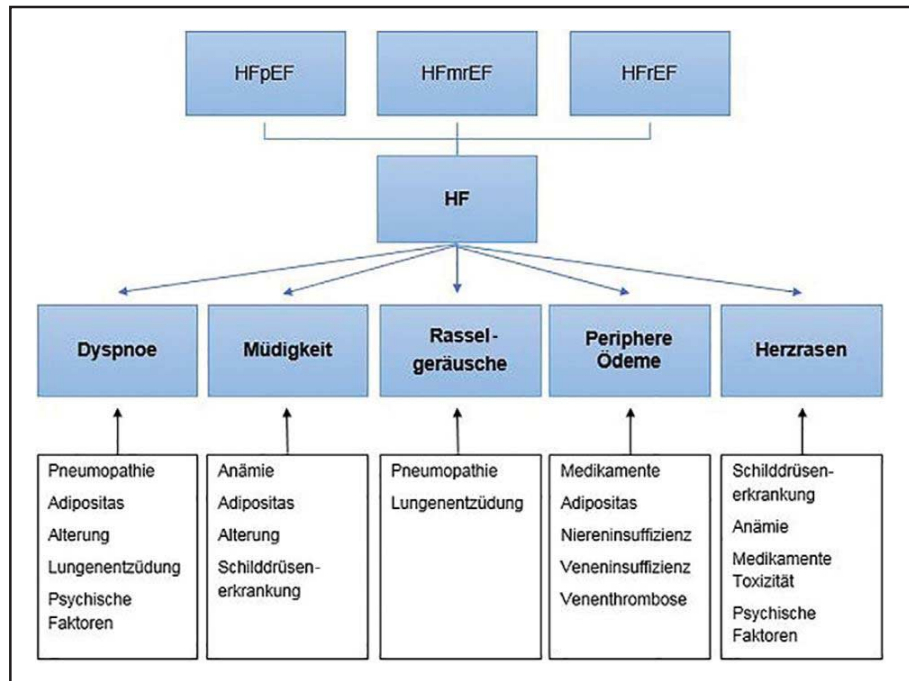 HFpEF
HFmrEF
HFrEF
HF
Dyspnoe
Müdigkeit
Rassel-
geräusche
Periphere
Ödeme
Herzrasen
Pneumopathie
Adipositas
Alterung
Lungenentzüdung
Psychische
Faktoren
Anämie
Adipositas
Alterung
Schilddrüsen-
erkrankung
Pneumopathie
Lungenentzüdung
Medikamente
Adipositas
Niereninsuffizienz
Veneninsuffizienz
Venenthrombose
Schilddrüsen-
erkrankung
Anämie
Medikamente
Toxizität
Psychische
Faktoren